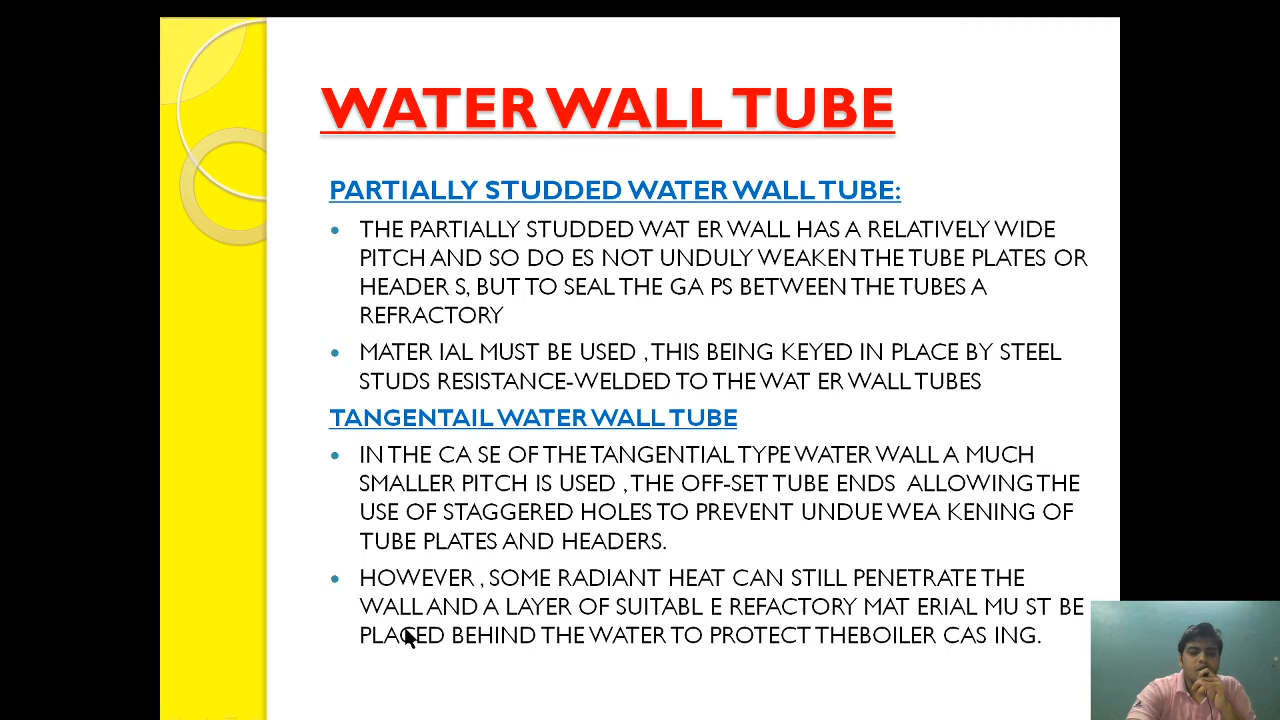 WATER WALL TUBE
PARTIALLY STUDDED WATER WALL TUBE:
• THE PARTIALLY STUDDED WAT ER WALL HAS A RELATIVELY WIDE
PITCH AND SO DO ES NOT UNDULY WEAKEN THE TUBE PLATES OR
HEADER S, BUT TO SEAL THE GA PS BETWEEN THE TUBES A
REFRACTORY
• MATER IAL MUST BE USED , THIS BEING KEYED IN PLACE BY STEEL
STUDS RESISTANCE-WELDED TO THE WAT ER WALL TUBES
TANGENTAIL WATER WALL TUBE
• IN THE CA SE OF THE TANGENTIAL TYPE WATER WALL A MUCH
SMALLER PITCH IS USED , THE OFF-SET TUBE ENDS ALLOWING THE
USE OF STAGGERED HOLES TO PREVENT UNDUE WEA KENING OF
TUBE PLATES AND HEADERS.
• HOWEVER , SOME RADIANT HEAT CAN STILL PENETRATE THE
WALL AND A LAYER OF SUITABL E REFACTORY MAT ERIAL MU ST BE
PLACED BEHIND THE WATER TO PROTECT THEBOILER CAS ING.